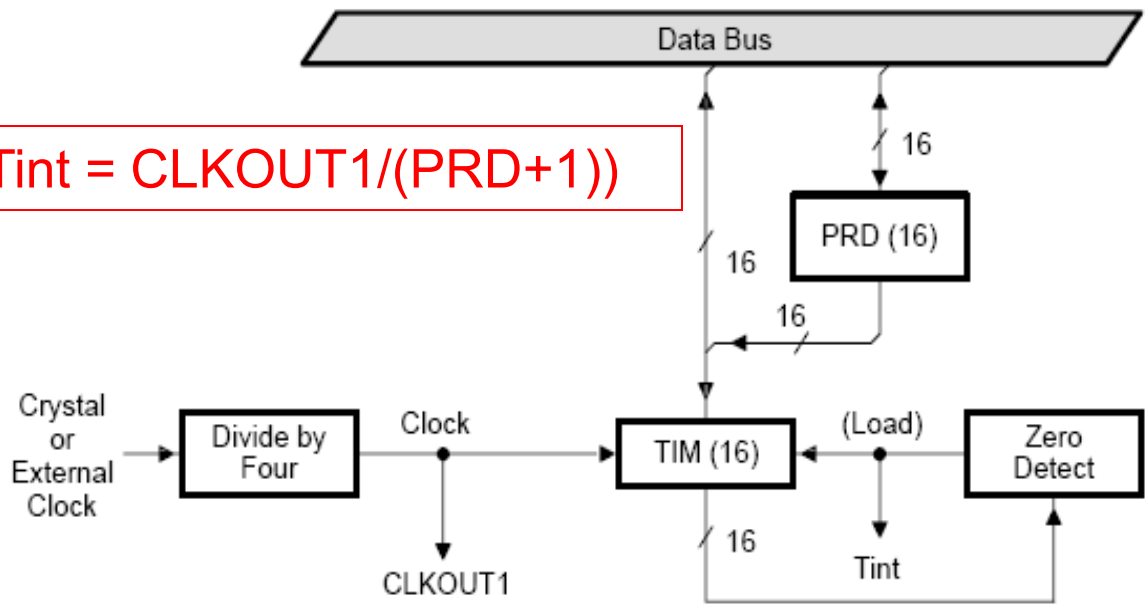 Data Bus
16
Tint = CLKOUT1/(PRD+1))
PRD (16)
16
16
Crystal
or
External
Clock
Divide by
Four
Clock
TIM (16)
(Load)
Zero
Detect
16
CLKOUT1
Tint